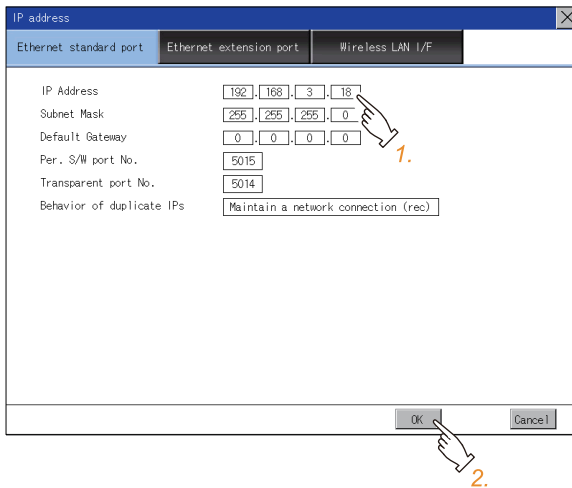 IP address
Ethernet standard port Ethernet extension port Wireless LAN I/F
IP Address 192 . 168 . 3 . 18
Subnet Mask 255 . 255 . 255 . 0
Default Gateway 0 . 0 . 0 . 0
Per. S/W port No. 5015
Transparent port No. 5014
Behavior of duplicate IPs Maintain a network connection (rec)
1.
OK Cancel
2.